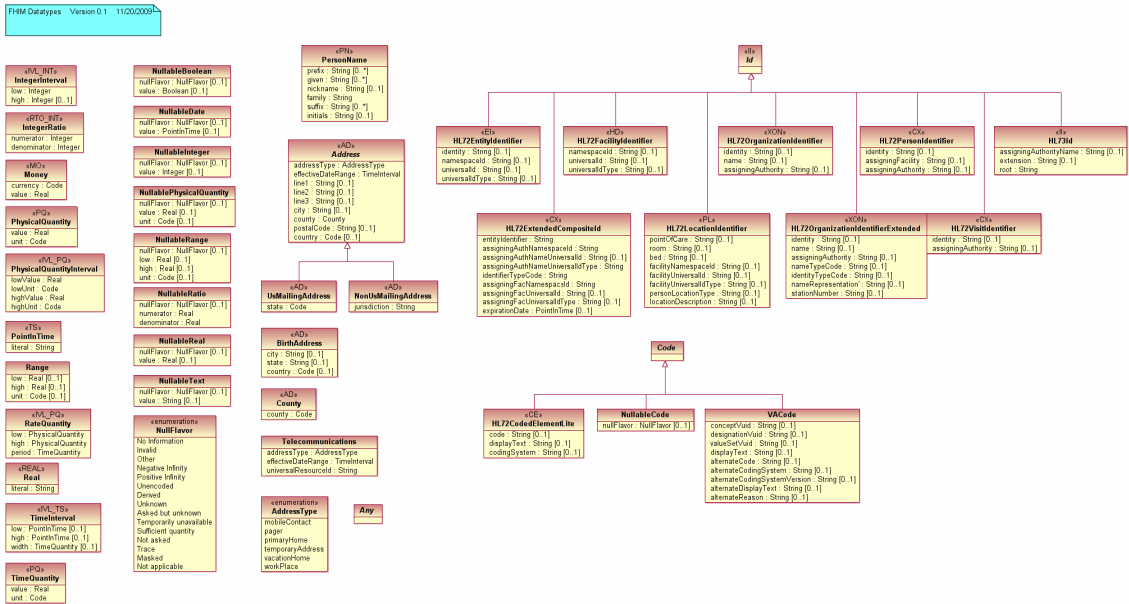 FHIM Datatypes Version 0.1 11/20/2009
«IVL_INT»
IntegerInterval
low : Integer
high : Integer [0..1]
«RTO_INT»
IntegerRatio
numerator : Integer
denominator : Integer
«MO»
Money
currency : Code
value : Real
«PQ»
PhysicalQuantity
value : Real
unit : Code
«IVL_PQ»
PhysicalQuantityInterval
lowValue : Real
lowUnit : Code
highValue : Real
highUnit : Code
«TS»
PointInTime
literal : String
Range
low : Real [0..1]
high : Real [0..1]
unit : Code [0..1]
«IVL_PQ»
RateQuantity
low : PhysicalQuantity
high : PhysicalQuantity
period : TimeQuantity
«REAL»
Real
literal : String
«IVL_TS»
TimeInterval
low : PointInTime [0..1]
high : PointInTime [0..1]
width : TimeQuantity [0..1]
«PQ»
TimeQuantity
value : Real
unit : Code
NullableBoolean
nullFlavor : NullFlavor [0..1]
value : Boolean [0..1]
NullableDate
nullFlavor : NullFlavor [0..1]
value : PointInTime [0..1]
NullableInteger
nullFlavor : NullFlavor [0..1]
value : Integer [0..1]
NullablePhysicalQuantity
nullFlavor : NullFlavor [0..1]
value : Real [0..1]
unit : Code [0..1]
NullableRange
nullFlavor : NullFlavor [0..1]
low : Real [0..1]
high : Real [0..1]
unit : Code [0..1]
NullableRatio
nullFlavor : NullFlavor [0..1]
numerator : Real
denominator : Real
NullableReal
nullFlavor : NullFlavor [0..1]
value : Real [0..1]
NullableText
nullFlavor : NullFlavor [0..1]
value : String [0..1]
«enumeration»
NullFlavor
No Information
Invalid
Other
Negative Infinity
Positive Infinity
Unencoded
Derived
Unknown
Asked but unknown
Temporarily unavailable
Sufficient quantity
Not asked
Trace
Masked
Not applicable
«PN»
PersonName
prefix : String [0..*]
given : String [0..*]
nickname : String [0..1]
family : String
suffix : String [0..*]
initials : String [0..1]
«AD»
Address
addressType : AddressType
effectiveDateRange : TimeInterval
line1 : String [0..1]
line2 : String [0..1]
line3 : String [0..1]
city : String [0..1]
county : County
postalCode : String [0..1]
country : Code [0..1]
«AD»
UsMailingAddress
state : Code
«AD»
NonUsMailingAddress
jurisdiction : String
«AD»
BirthAddress
city : String [0..1]
state : String [0..1]
country : Code [0..1]
«AD»
County
county : Code
Telecommunications
addressType : AddressType
effectiveDateRange : TimeInterval
universalResourceId : String
«enumeration»
AddressType
mobileContact
pager
primaryHome
temporaryAddress
vacationHome
workPlace
Any
«II»
Id
«EI»
HL72EntityIdentifier
identity : String [0..1]
namespaceId : String [0..1]
universalId : String [0..1]
universalIdType : String [0..1]
«HD»
HL72FacilityIdentifier
namespaceId : String [0..1]
universalId : String [0..1]
universalIdType : String [0..1]
«XON»
HL72OrganizationIdentifier
identity : String [0..1]
name : String [0..1]
assigningAuthority : String [0..1]
«CX»
HL72PersonIdentifier
identity : String [0..1]
assigningFacility : String [0..1]
assigningAuthority : String [0..1]
«II»
HL73Id
assigningAuthorityName : String [0..1]
extension : String [0..1]
root : String
«CX»
HL72ExtendedCompositeId
entityIdentifier : String
assigningAuthNamespaceId : String
assigningAuthNameUniversalId : String [0..1]
assigningAuthNameUniversalIdType : String
identifierTypeCode : String
assigningFacNamespaceId : String
assigningFacUniversalId : String [0..1]
assigningFacUniversalIdType : String [0..1]
expirationDate : PointInTime [0..1]
«PL»
HL72LocationIdentifier
pointOfCare : String [0..1]
room : String [0..1]
bed : String [0..1]
facilityNamespaceId : String [0..1]
facilityUniversalId : String [0..1]
facilityUniversalIdType : String [0..1]
personLocationType : String [0..1]
locationDescription : String [0..1]
«XON»
HL72OrganizationIdentifierExtended
identity : String [0..1]
name : String [0..1]
assigningAuthority : String [0..1]
nameTypeCode : String [0..1]
identityTypeCode : String [0..1]
nameRepresentation` : String [0..1]
stationNumber : String [0..1]
«CX»
HL72VisitIdentifier
identity : String [0..1]
assigningAuthority : String [0..1]
Code
«CE»
HL72CodedElementLite
code : String [0..1]
displayText : String [0..1]
codingSystem : String [0..1]
NullableCode
nullFlavor : NullFlavor [0..1]
VACode
conceptVuid : String [0..1]
designationVuid : String [0..1]
valueSetVuid : String [0..1]
displayText : String [0..1]
alternateCode : String [0..1]
alternateCodingSystem : String [0..1]
alternateCodingSystemVersion : String [0..1]
alternateDisplayText : String [0..1]
alternateReason : String [0..1]